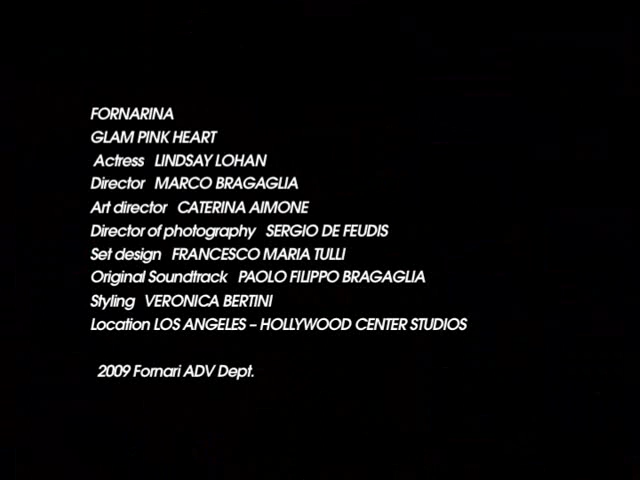 FORNARINA
GLAM PINK HEART
Actress LINDSAY LOHAN
Director MARCO BRAGAGLIA
Art director CATERINA AIMONE
Director of photography SERGIO DE FEUDIS
Set design FRANCESCO MARIA TULLI
Original Soundtrack PAOLO FILIPPO BRAGAGLIA
Styling VERONICA BERTINI
Location LOS ANGELES – HOLLYWOOD CENTER STUDIOS
2009 Fornari ADV Dept.